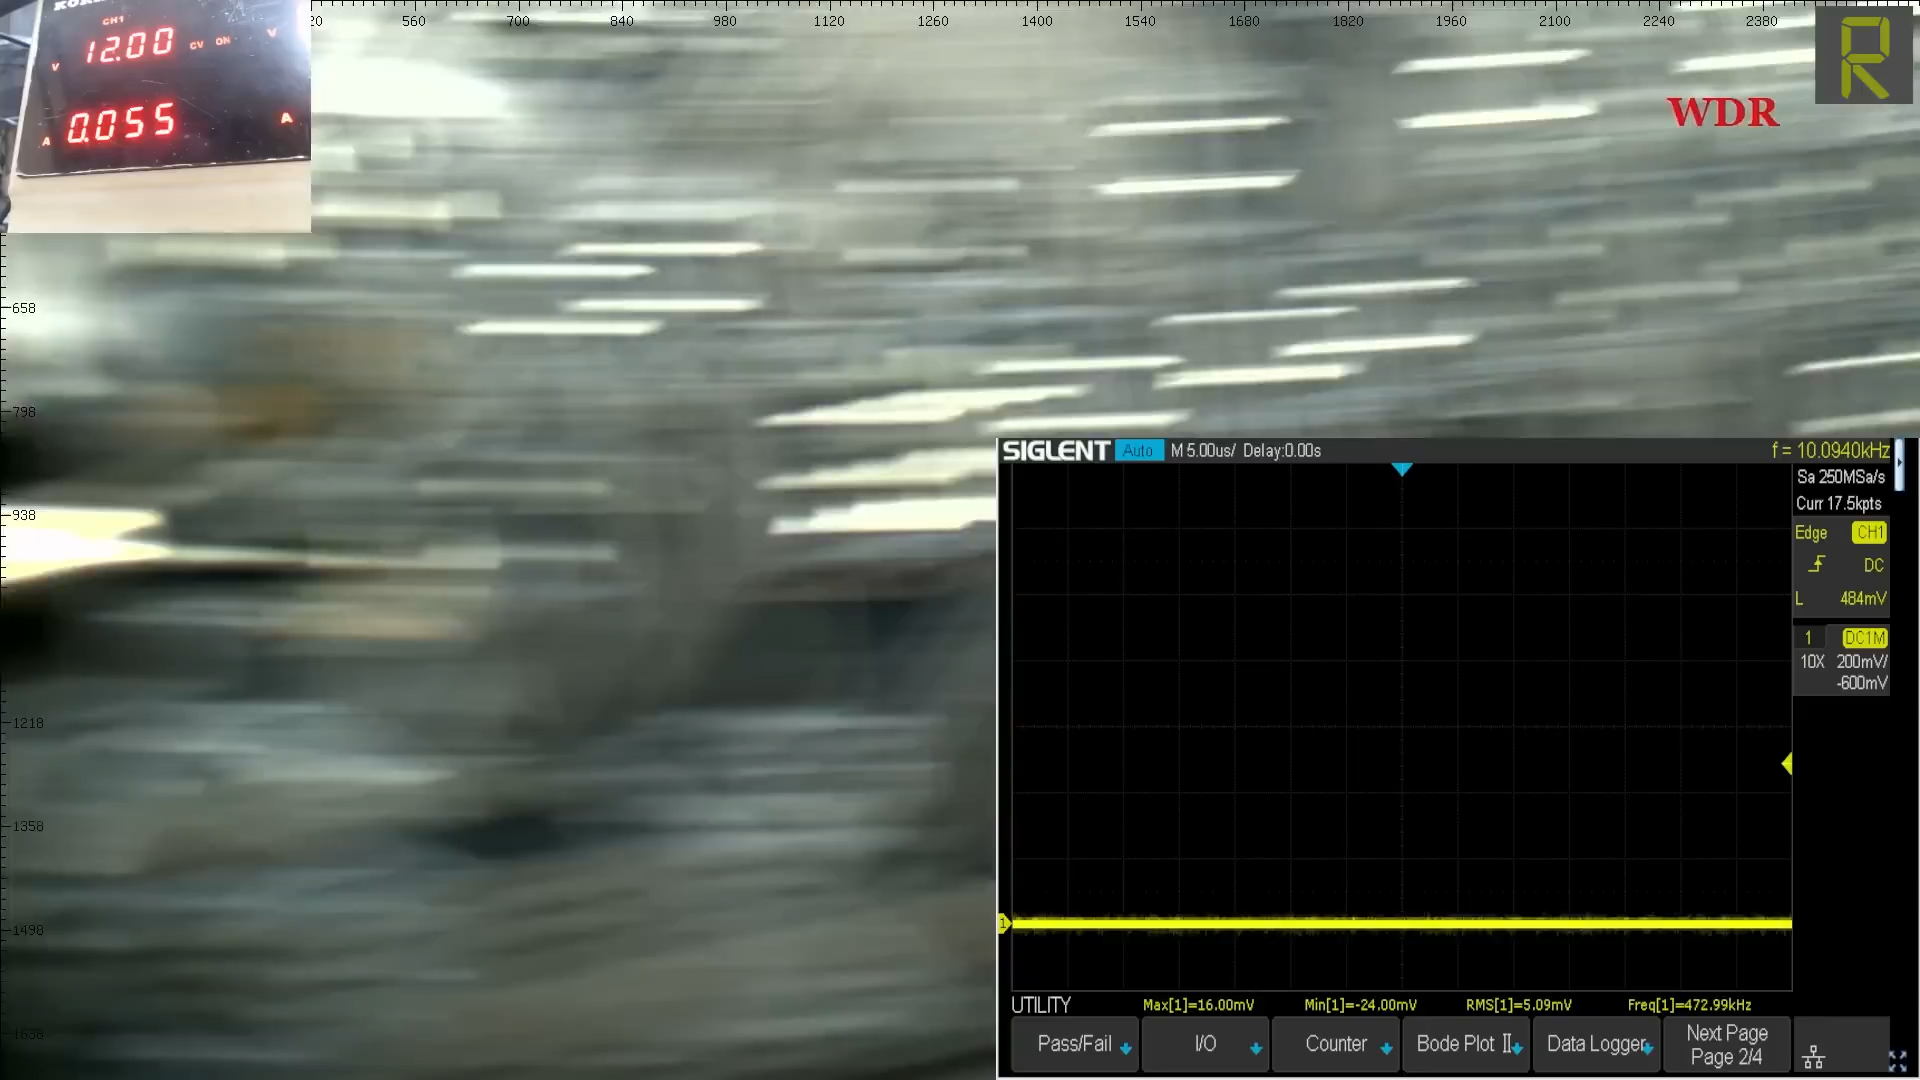 CH1
V 12.00 CV ON V
A 0.055 A
560 700 840 980 1120 1260 1400 1540 1680 1820 1960 2100 2240 2380
R
WDR
658
798
938
1218
1358
1498
1638
SIGLENT Auto M 5.00us/ Delay:0.00s f = 10.0940kHz
Sa 250MSa/s
Curr 17.5kpts
Edge CH1
DC
L 484mV
1 DC1M
10X 200mV/
-600mV
1
UTILITY Max[1]=16.00mV Min[1]=-24.00mV RMS[1]=5.09mV Freq[1]=472.99kHz
Pass/Fail I/O Counter Bode Plot II Data Logger Next Page
Page 2/4